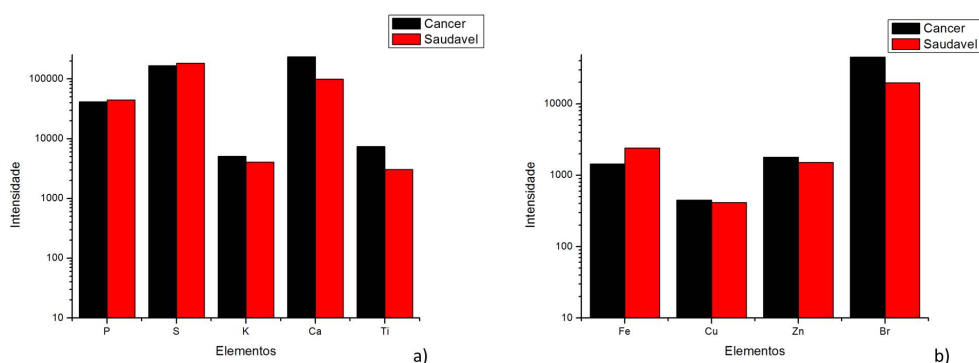 Cancer
Saudavel
Intensidade
100000
10000
1000
100
10
P S K Ca Ti
Elementos
a)
Cancer
Saudavel
Intensidade
10000
1000
100
10
Fe Cu Zn Br
Elementos
b)